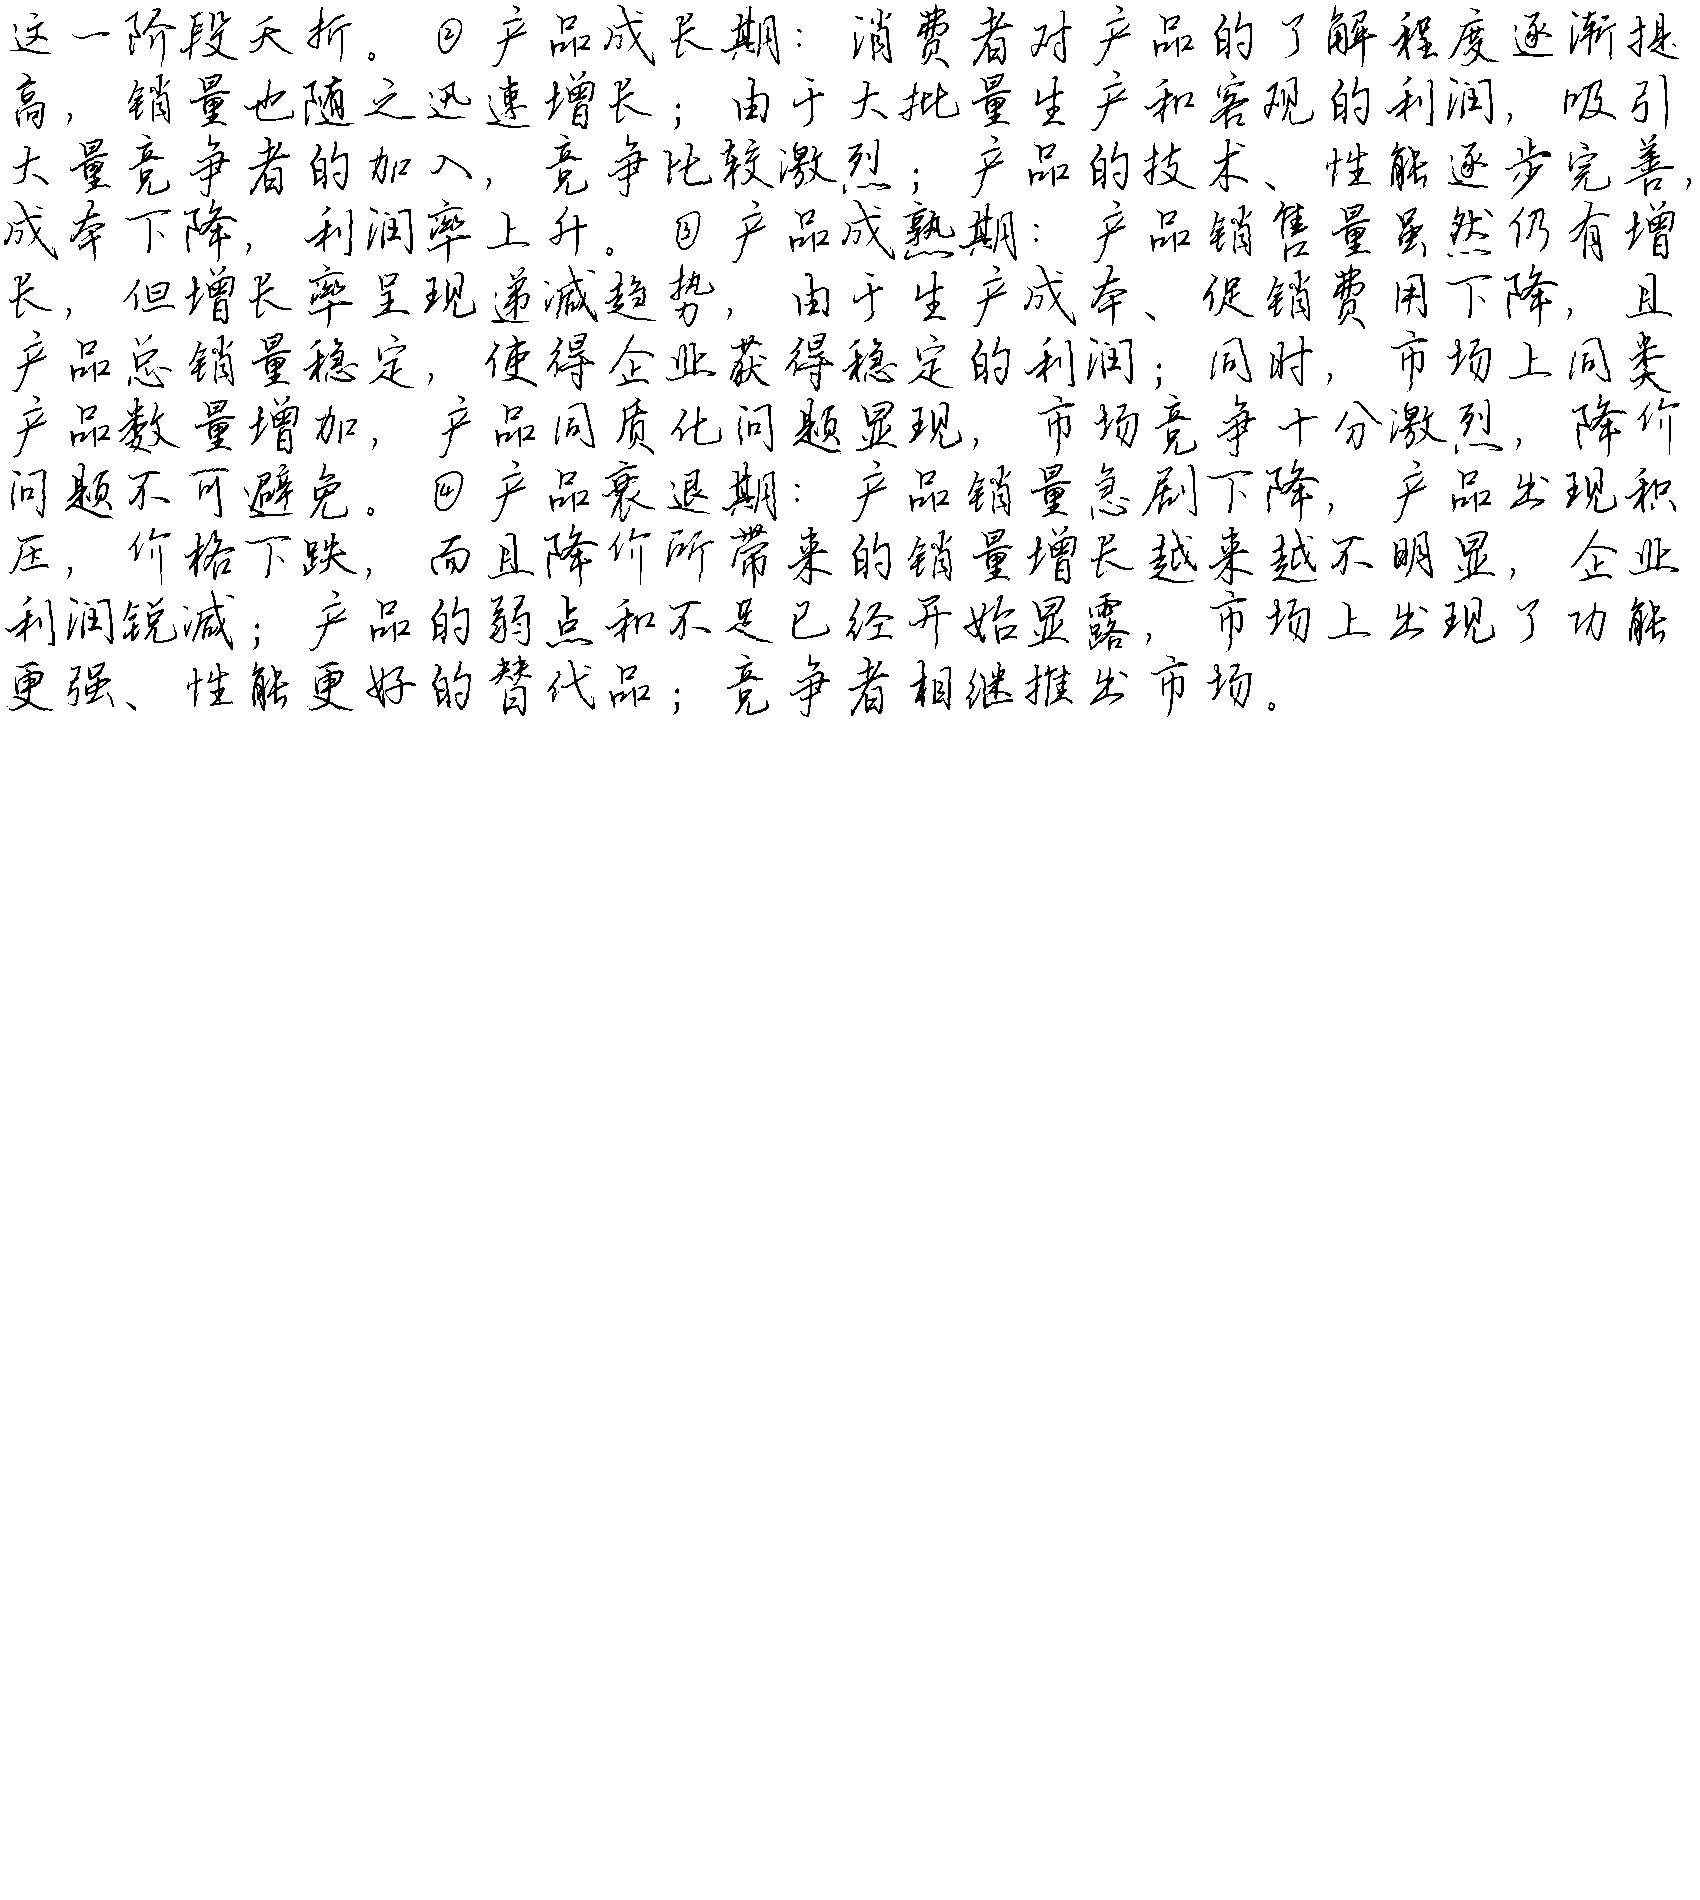 这一阶段夭折。②产品成长期：消费者对产品的了解程度逐渐提
高，销量也随之迅速增长；由于大批量生产和客观的利润，吸引
大量竞争者的加入，竞争比较激烈；产品的技术、性能逐步完善，
成本下降，利润率上升。③产品成熟期：产品销售量虽然仍有增
长，但增长率呈现递减趋势，由于生产成本、促销费用下降，且
产品总销量稳定，使得企业获得稳定的利润；同时，市场上同类
产品数量增加，产品同质化问题显现，市场竞争十分激烈，降价
问题不可避免。④产品衰退期：产品销量急剧下降，产品出现积
压，价格下跌，而且降价所带来的销量增长越来越不明显，企业
利润锐减；产品的弱点和不足已经开始显露，市场上出现了功能
更强、性能更好的替代品；竞争者相继推出市场。